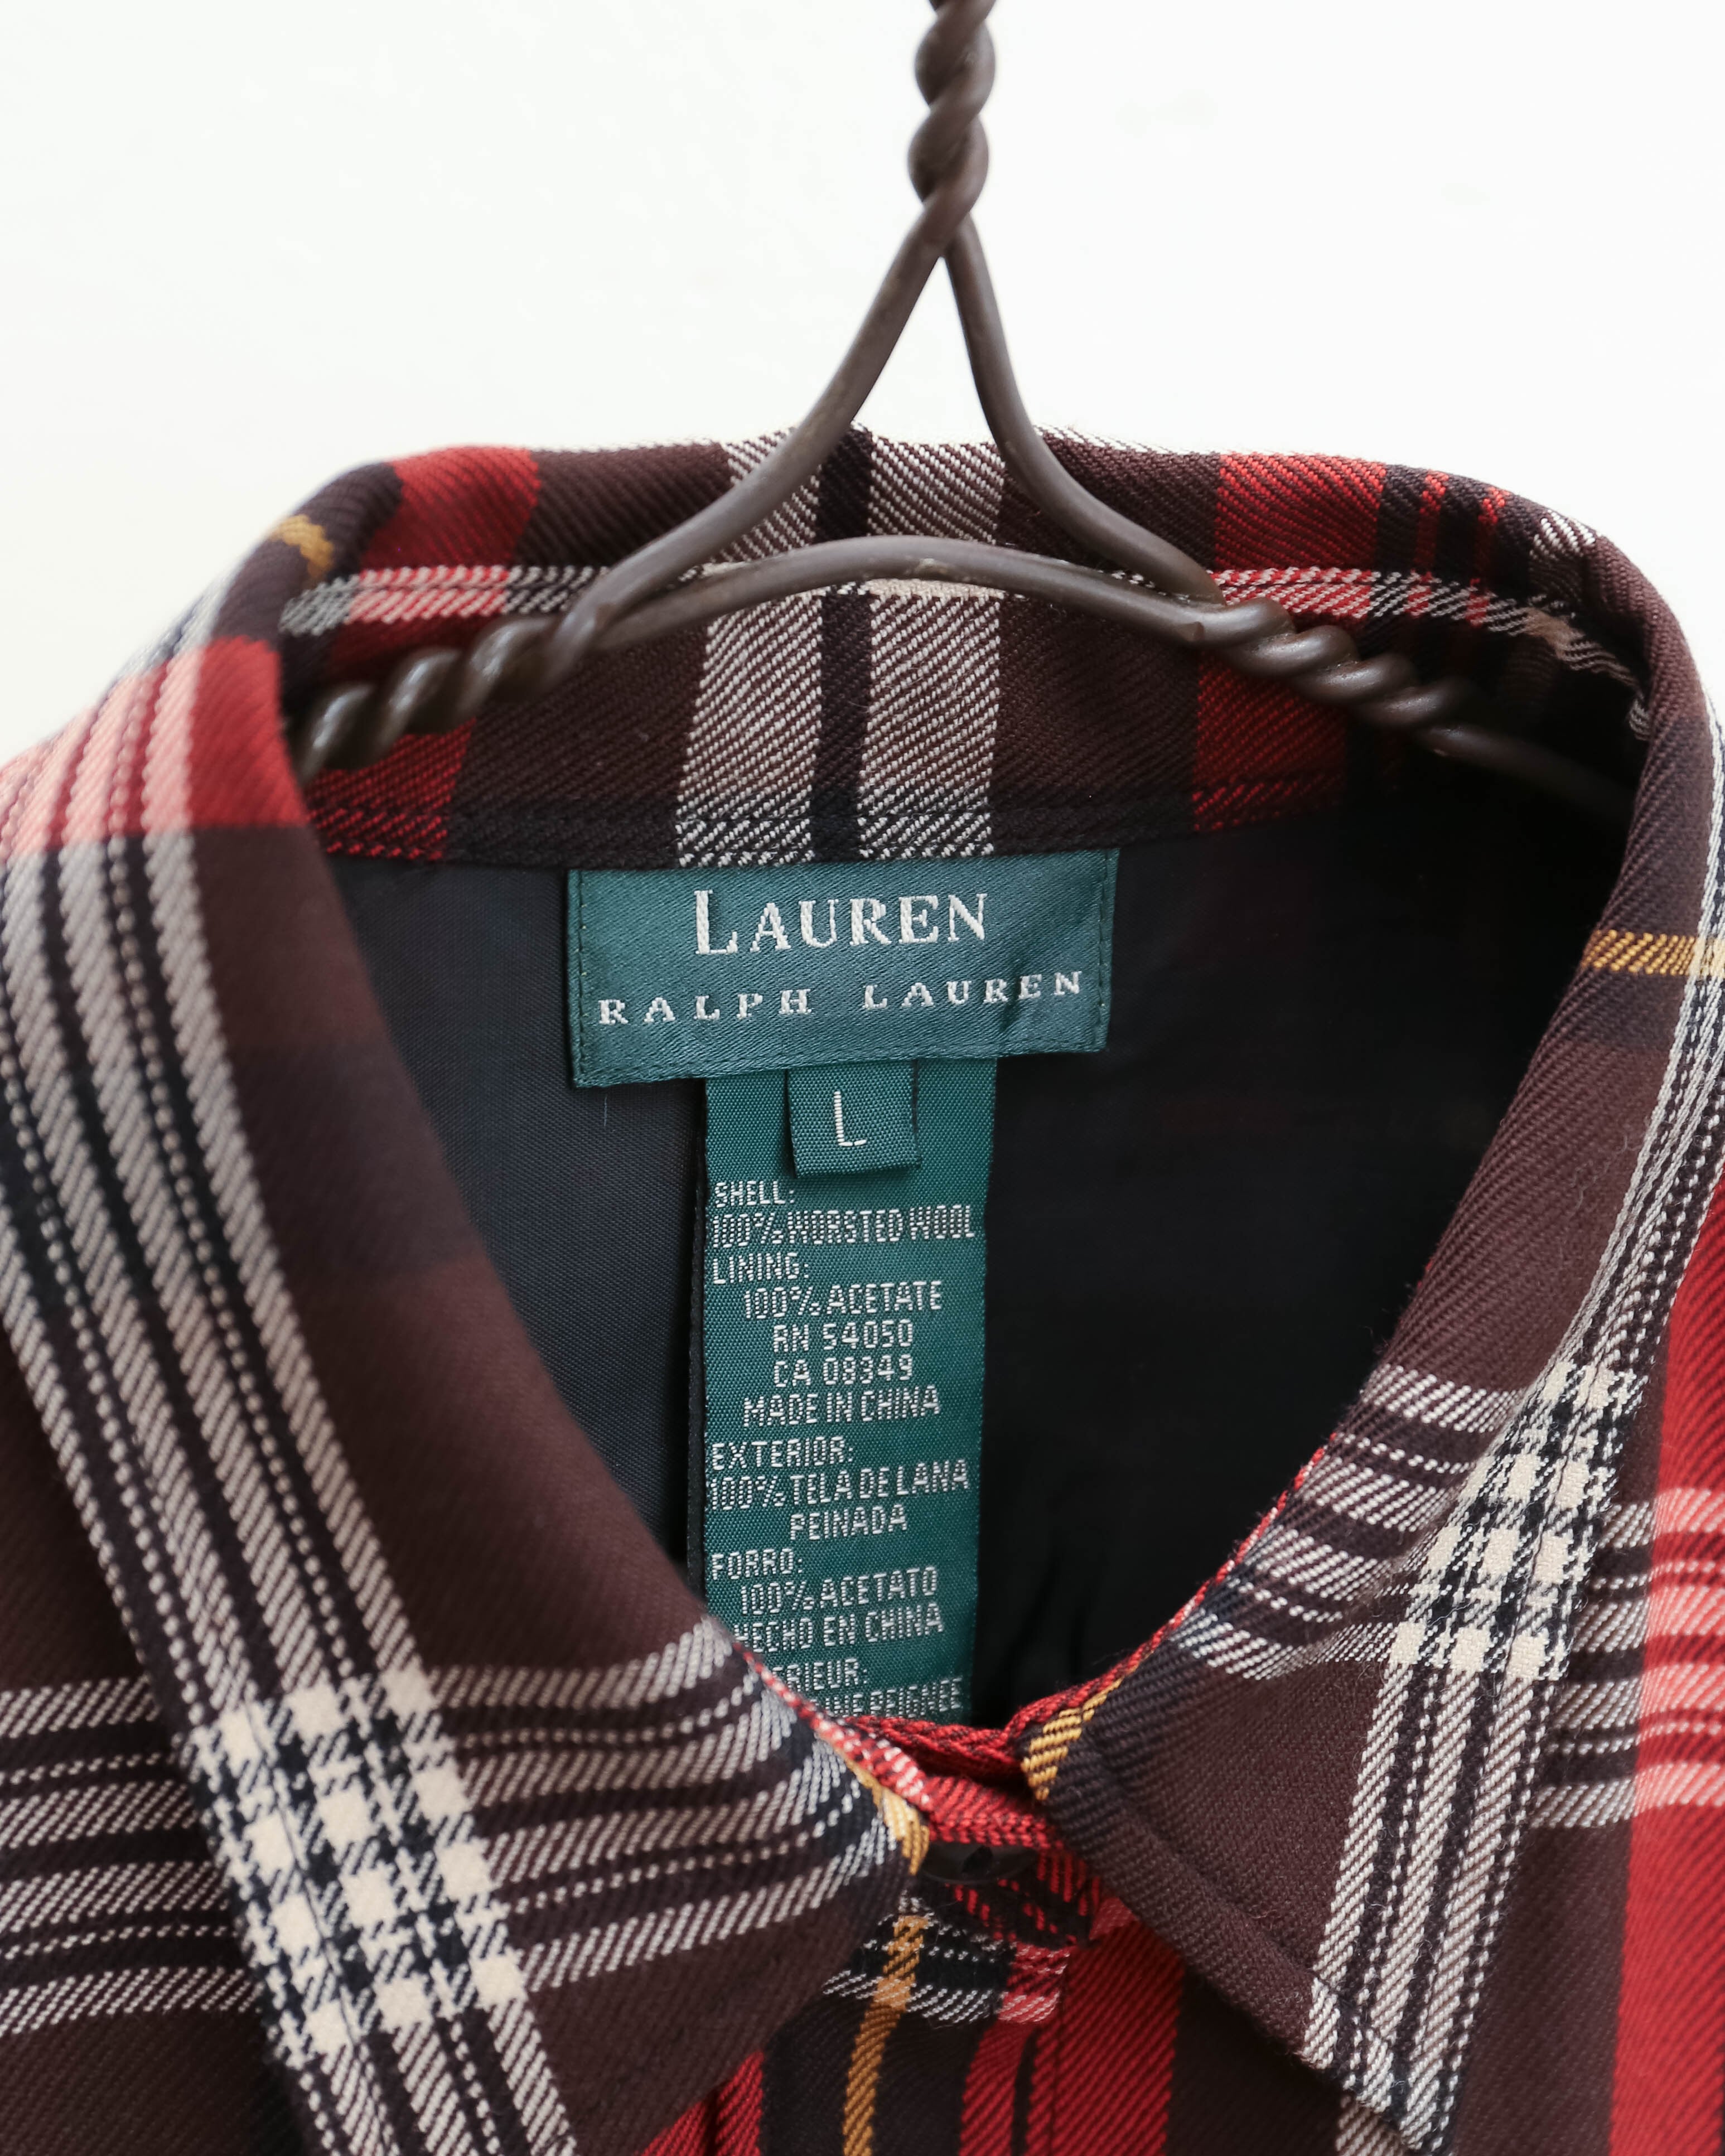 LAUREN
RALPH LAUREN
L
SHELL:
100% WORSTED WOOL
LINING:
100% ACETATE
RN 54050
CA 08349
MADE IN CHINA
EXTERIOR:
100% TELA DE LANA
PEINADA
FORRO:
100% ACETATO
HECHO EN CHINA